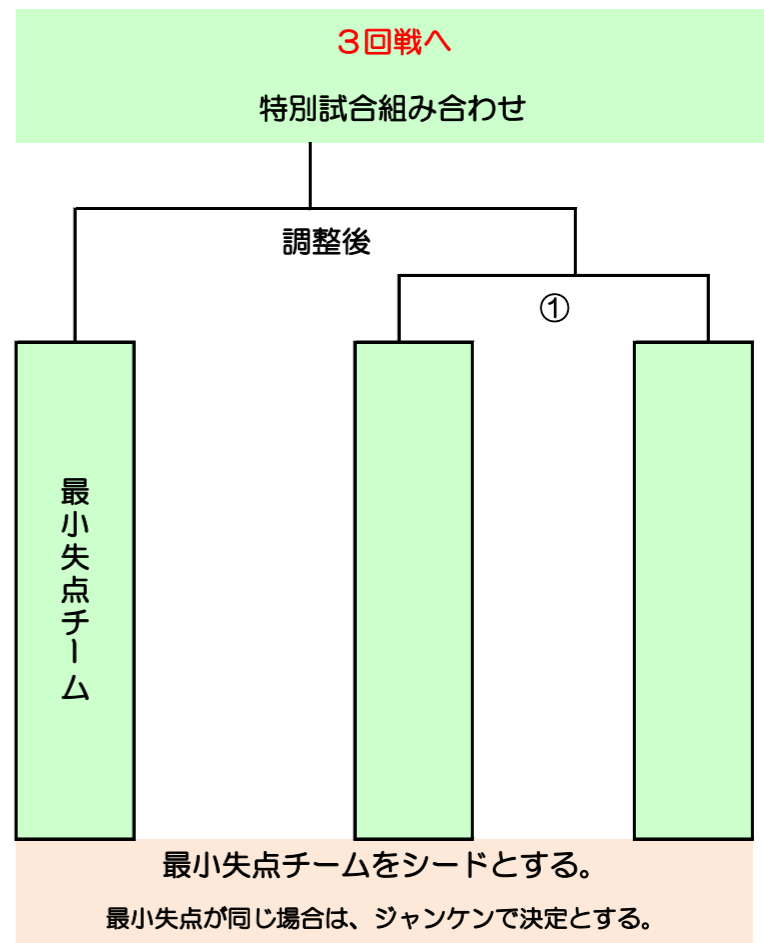 3回戦へ
特別試合組み合わせ
調整後
①
最小失点チーム
最小失点チームをシードとする。
最小失点が同じ場合は、ジャンケンで決定とする。